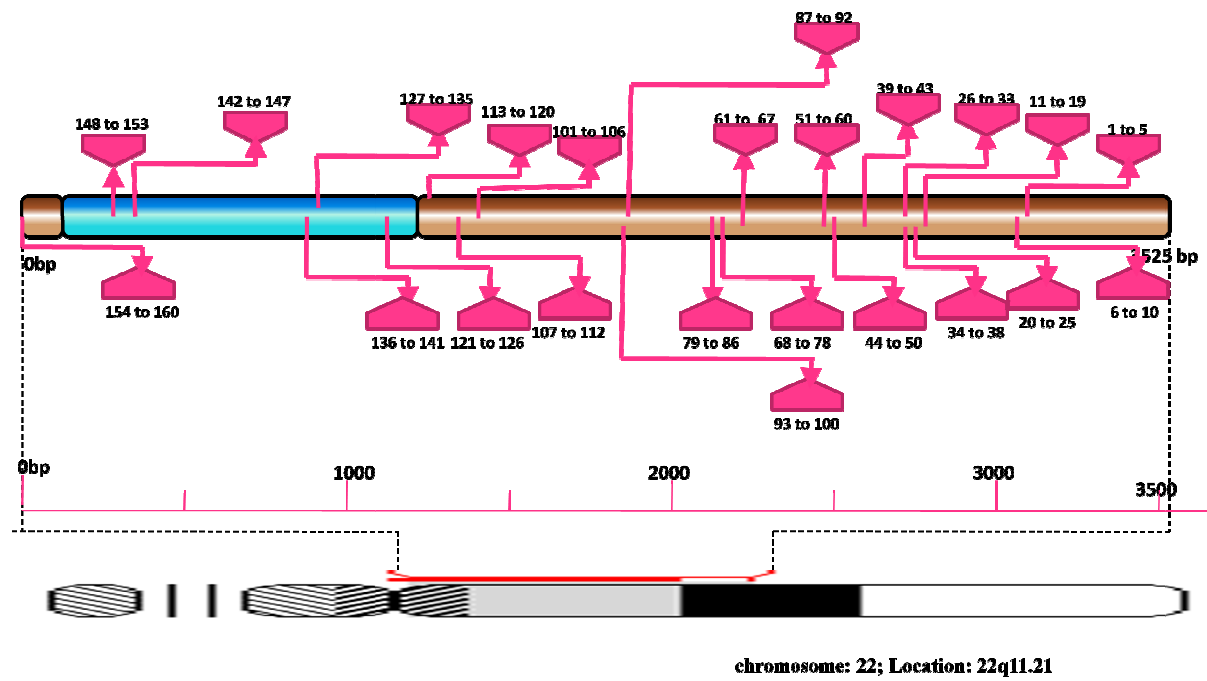 87 to 92
39 to 43
127 to 135
142 to 147
26 to 33
11 to 19
113 to 120
61 to 67
51 to 60
148 to 153
101 to 106
1 to 5
0bp
3525 bp
154 to 160
6 to 10
20 to 25
107 to 112
34 to 38
136 to 141
121 to 126
79 to 86
68 to 78
44 to 50
93 to 100
0bp
1000
2000
3000
3500
chromosome: 22; Location: 22q11.21